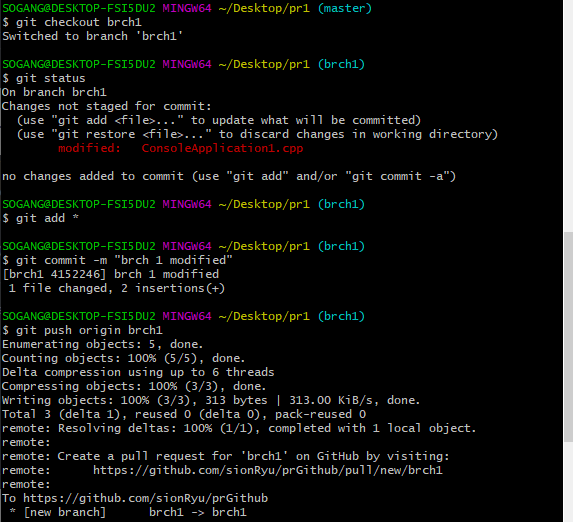 SOGANG@DESKTOP-FSI5DU2 MINGW64 ~/Desktop/pr1 (master)
$ git checkout brch1
Switched to branch 'brch1'
SOGANG@DESKTOP-FSI5DU2 MINGW64 ~/Desktop/pr1 (brch1)
$ git status
On branch brch1
Changes not staged for commit:
  (use "git add <file>..." to update what will be committed)
  (use "git restore <file>..." to discard changes in working directory)
        modified:   ConsoleApplication1.cpp
no changes added to commit (use "git add" and/or "git commit -a")
SOGANG@DESKTOP-FSI5DU2 MINGW64 ~/Desktop/pr1 (brch1)
$ git add *
SOGANG@DESKTOP-FSI5DU2 MINGW64 ~/Desktop/pr1 (brch1)
$ git commit -m "brch 1 modified"
[brch1 4152246] brch 1 modified
 1 file changed, 2 insertions(+)
SOGANG@DESKTOP-FSI5DU2 MINGW64 ~/Desktop/pr1 (brch1)
$ git push origin brch1
Enumerating objects: 5, done.
Counting objects: 100% (5/5), done.
Delta compression using up to 6 threads
Compressing objects: 100% (3/3), done.
Writing objects: 100% (3/3), 313 bytes | 313.00 KiB/s, done.
Total 3 (delta 1), reused 0 (delta 0), pack-reused 0
remote: Resolving deltas: 100% (1/1), completed with 1 local object.
remote:
remote: Create a pull request for 'brch1' on GitHub by visiting:
remote:      https://github.com/sionRyu/prGithub/pull/new/brch1
remote:
To https://github.com/sionRyu/prGithub
 * [new branch]      brch1 -> brch1